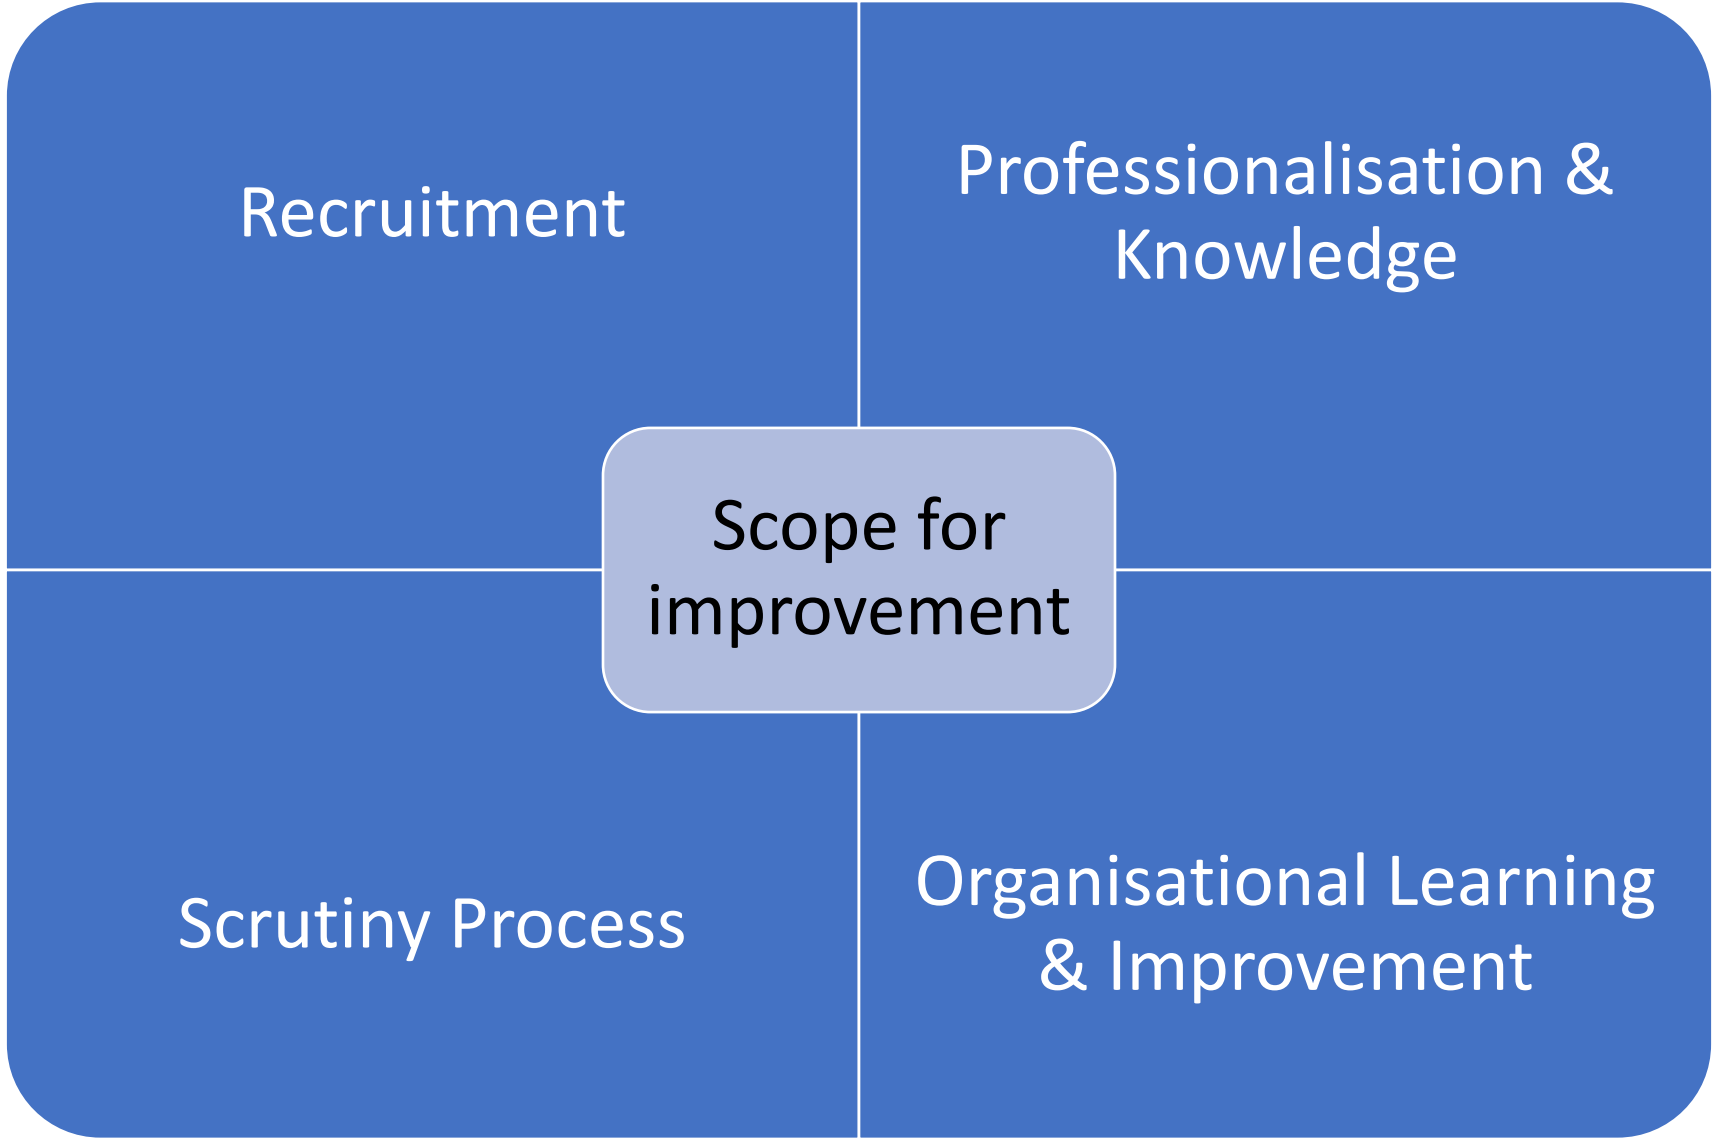 Recruitment
Professionalisation &
Knowledge
Scope for
improvement
Scrutiny Process
Organisational Learning
& Improvement